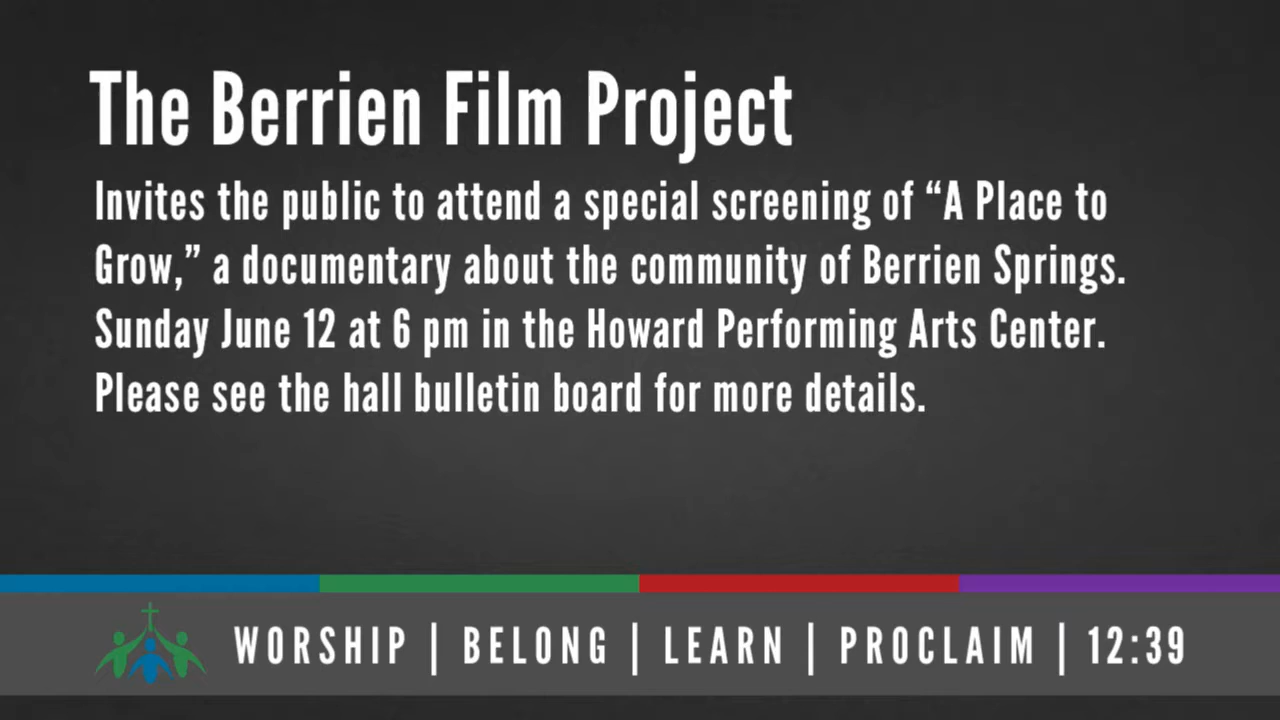 The Berrien Film Project
Invites the public to attend a special screening of “A Place to
Grow,” a documentary about the community of Berrien Springs.
Sunday June 12 at 6 pm in the Howard Performing Arts Center.
Please see the hall bulletin board for more details.
WORSHIP | BELONG | LEARN | PROCLAIM | 12:39